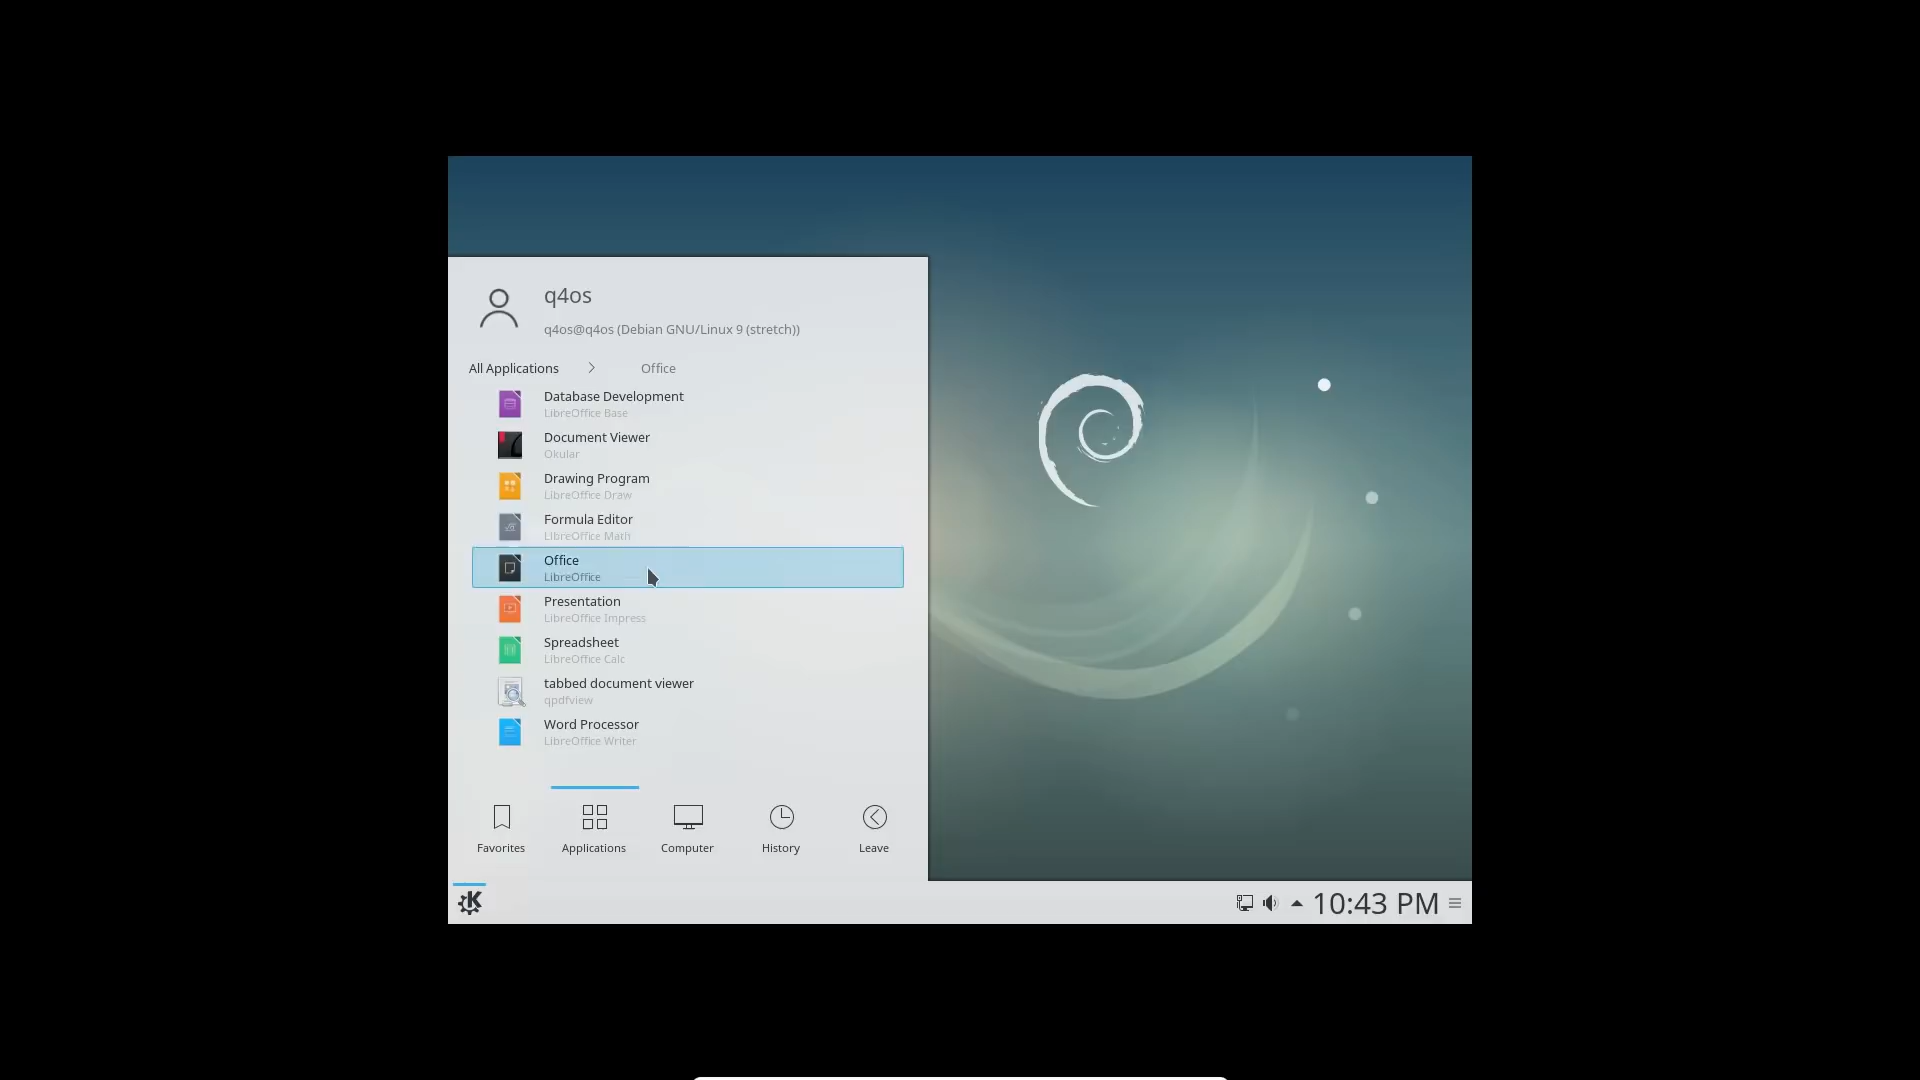 q4os
q4os@q4os (Debian GNU/Linux 9 (stretch))
All Applications
Office
Database Development
LibreOffice Base
Document Viewer
Okular
Drawing Program
LibreOffice Draw
Formula Editor
LibreOffice Math
Office
LibreOffice
Presentation
LibreOffice Impress
Spreadsheet
LibreOffice Calc
tabbed document viewer
qpdfview
Word Processor
LibreOffice Writer
Favorites
Applications
Computer
History
Leave
10:43 PM